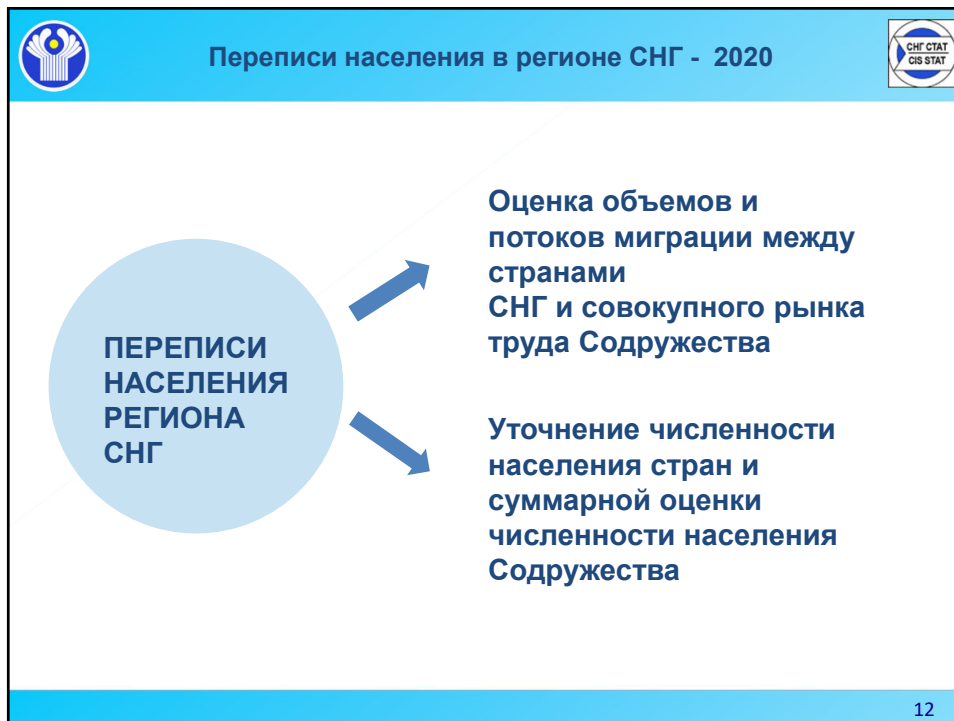 Переписи населения в регионе СНГ - 2020
СНГ СТАТ
CIS STAT
ПЕРЕПИСИ
НАСЕЛЕНИЯ
РЕГИОНА
СНГ
Оценка объемов и
потоков миграции между
странами
СНГ и совокупного рынка
труда Содружества
Уточнение численности
населения стран и
суммарной оценки
численности населения
Содружества
12